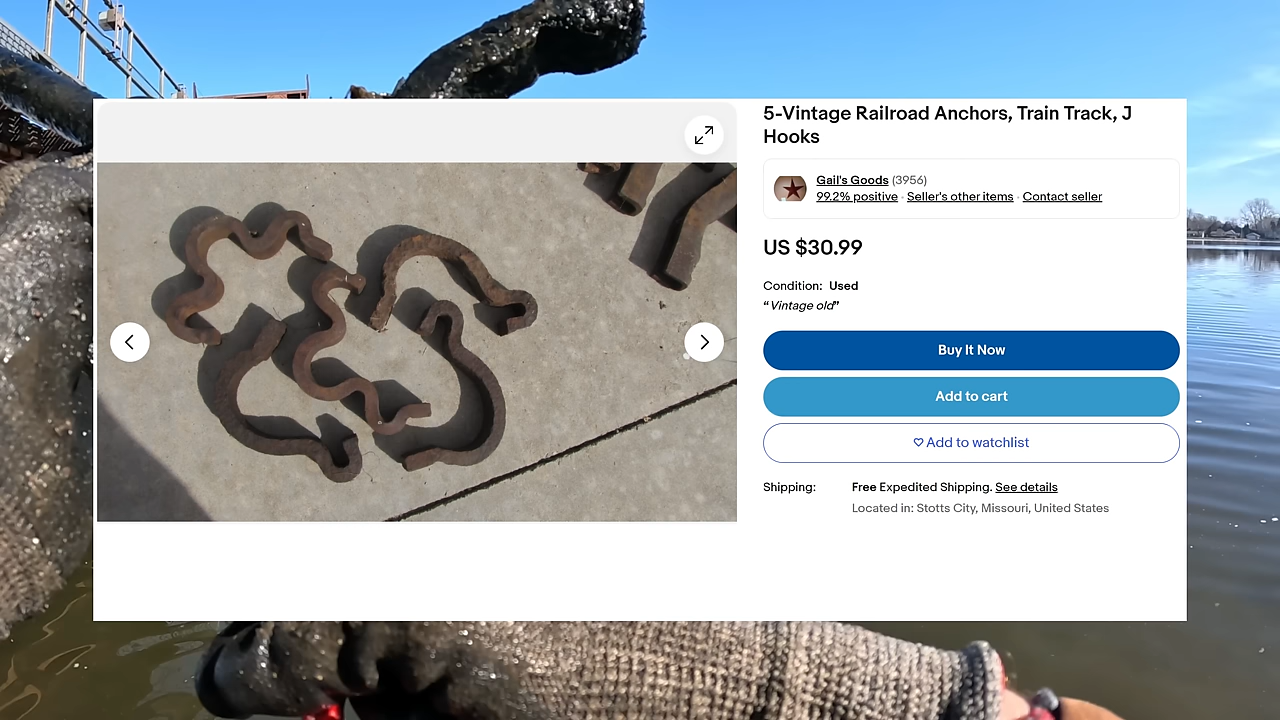 5-Vintage Railroad Anchors, Train Track, J
Hooks
Gail's Goods (3956)
99.2% positive · Seller's other items · Contact seller
US $30.99
Condition: Used
“Vintage old”
Buy It Now
Add to cart
Add to watchlist
Shipping: Free Expedited Shipping. See details
Located in: Stotts City, Missouri, United States